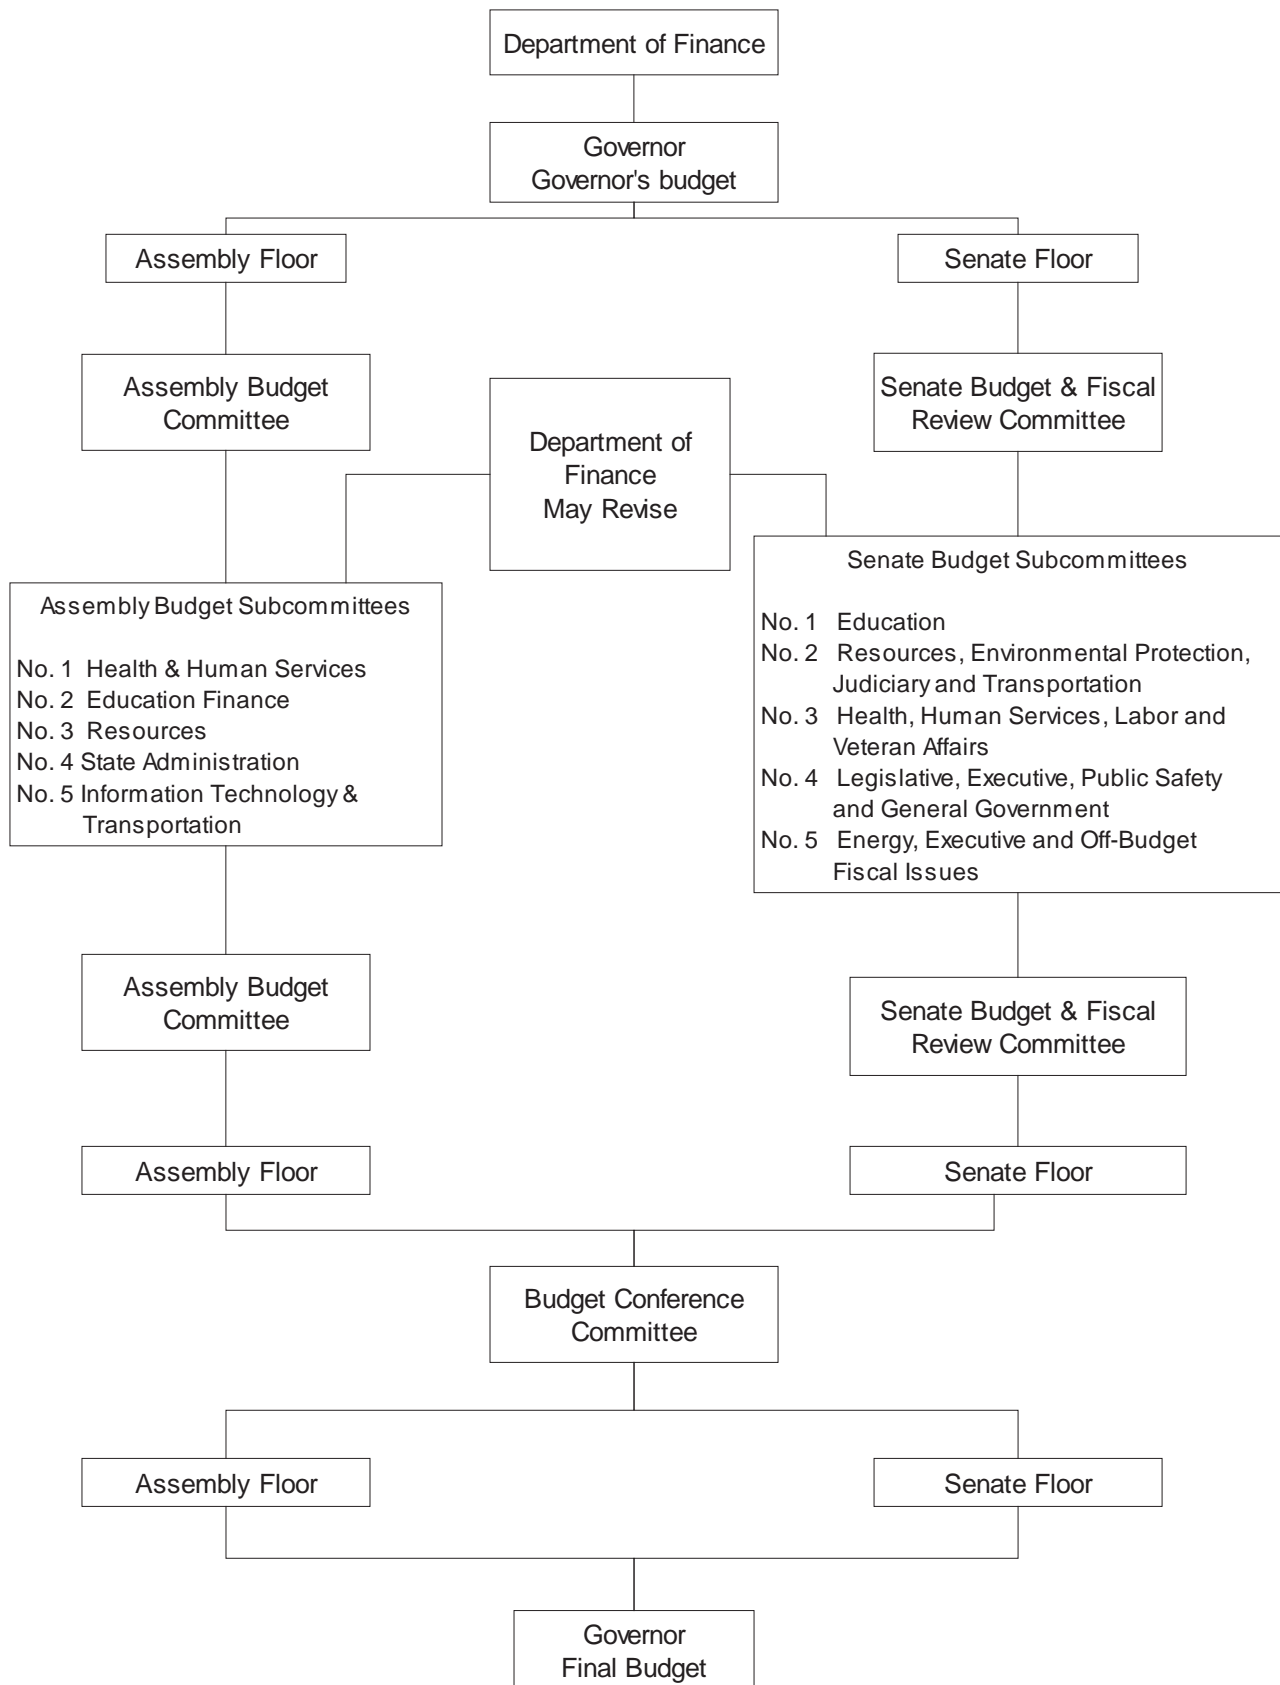 Department of Finance
Governor
Governor's budget
Assembly Floor
Senate Floor
Assembly Budget
Committee
Department of
Finance
May Revise
Senate Budget & Fiscal
Review Committee
Assembly Budget Subcommittees
No. 1 Health & Human Services
No. 2 Education Finance
No. 3 Resources
No. 4 State Administration
No. 5 Information Technology &
Transportation
Senate Budget Subcommittees
No. 1 Education
No. 2 Resources, Environmental Protection,
Judiciary and Transportation
No. 3 Health, Human Services, Labor and
Veteran Affairs
No. 4 Legislative, Executive, Public Safety
and General Government
No. 5 Energy, Executive and Off-Budget
Fiscal Issues
Assembly Budget
Committee
Senate Budget & Fiscal
Review Committee
Assembly Floor
Senate Floor
Budget Conference
Committee
Assembly Floor
Senate Floor
Governor
Final Budget